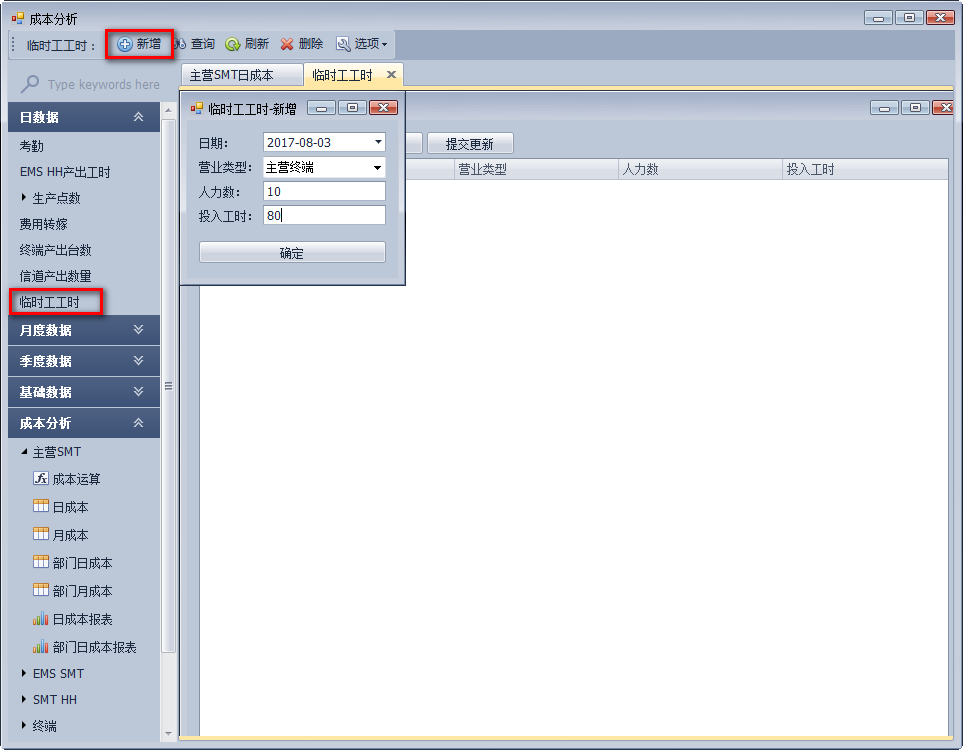 成本分析
临时工工时： 新增 查询 刷新 删除 选项
Type keywords here
主营SMT日成本 临时工工时
日数据
考勤
EMS HH产出工时
生产点数
费用转嫁
终端产出台数
信道产出数量
临时工工时
月度数据
季度数据
基础数据
成本分析
主营SMT
fx 成本运算
日成本
月成本
部门日成本
部门月成本
日成本报表
部门日成本报表
EMS SMT
SMT HH
终端
临时工工时-新增
日期： 2017-08-03
营业类型： 主营终端
人力数： 10
投入工时： 80
确定
提交更新
营业类型 人力数 投入工时